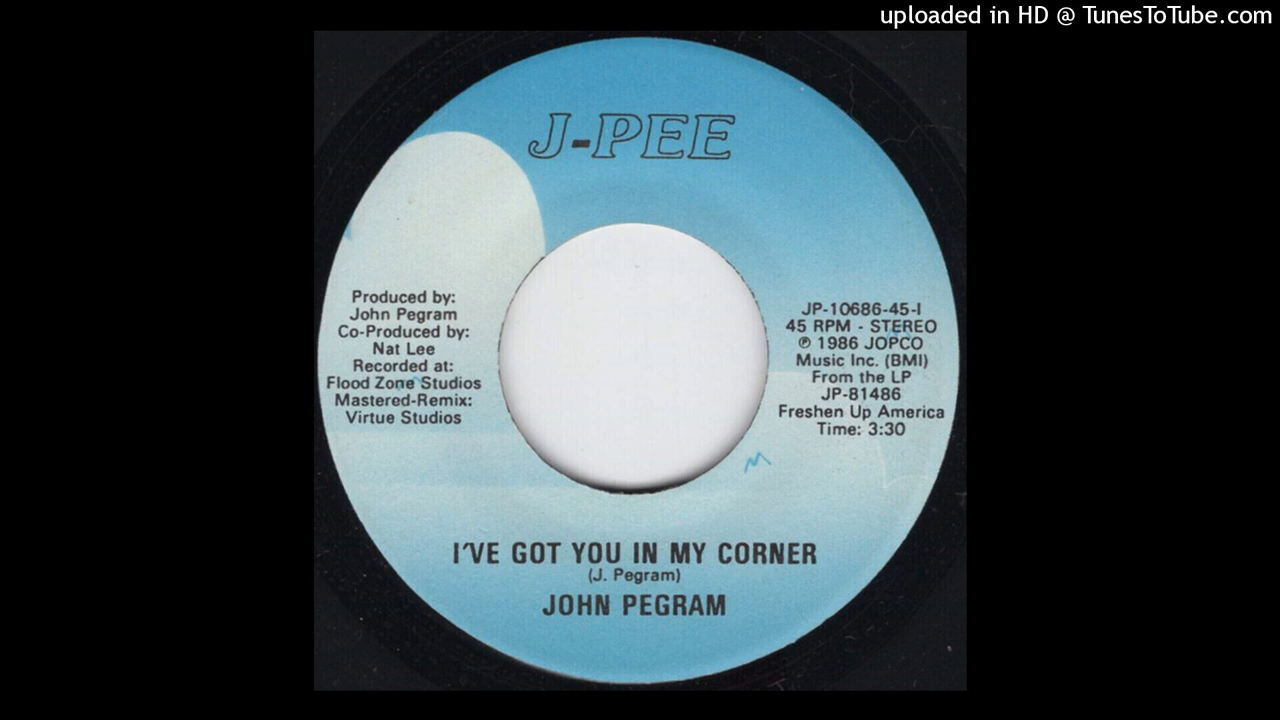 uploaded in HD @ TunesToTube.com
J-PEE
Produced by:
John Pegram
Co-Produced by:
Nat Lee
Recorded at:
Flood Zone Studios
Mastered-Remix:
Virtue Studios
JP-10686-45-I
45 RPM - STEREO
℗ 1986 JOPCO
Music Inc. (BMI)
From the LP
JP-81486
Freshen Up America
Time: 3:30
I'VE GOT YOU IN MY CORNER
(J. Pegram)
JOHN PEGRAM